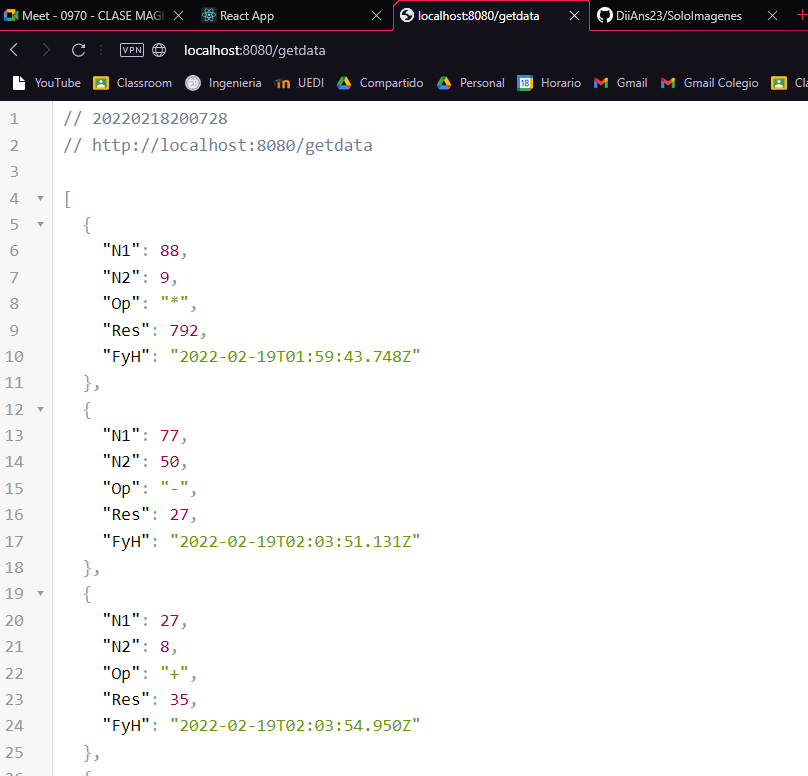 Meet - 0970 - CLASE MAGI
React App
localhost:8080/getdata
DiiAns23/SoloImagenes
VPN
localhost:8080/getdata
YouTube
Classroom
Ingenieria
UEDI
Compartido
Personal
18
Horario
Gmail
Gmail Colegio
Cla
1 // 20220218200728
2 // http://localhost:8080/getdata
3
4 [
5 {
6 "N1": 88,
7 "N2": 9,
8 "Op": "*",
9 "Res": 792,
10 "FyH": "2022-02-19T01:59:43.748Z"
11 },
12 {
13 "N1": 77,
14 "N2": 50,
15 "Op": "-",
16 "Res": 27,
17 "FyH": "2022-02-19T02:03:51.131Z"
18 },
19 {
20 "N1": 27,
21 "N2": 8,
22 "Op": "+",
23 "Res": 35,
24 "FyH": "2022-02-19T02:03:54.950Z"
25 },